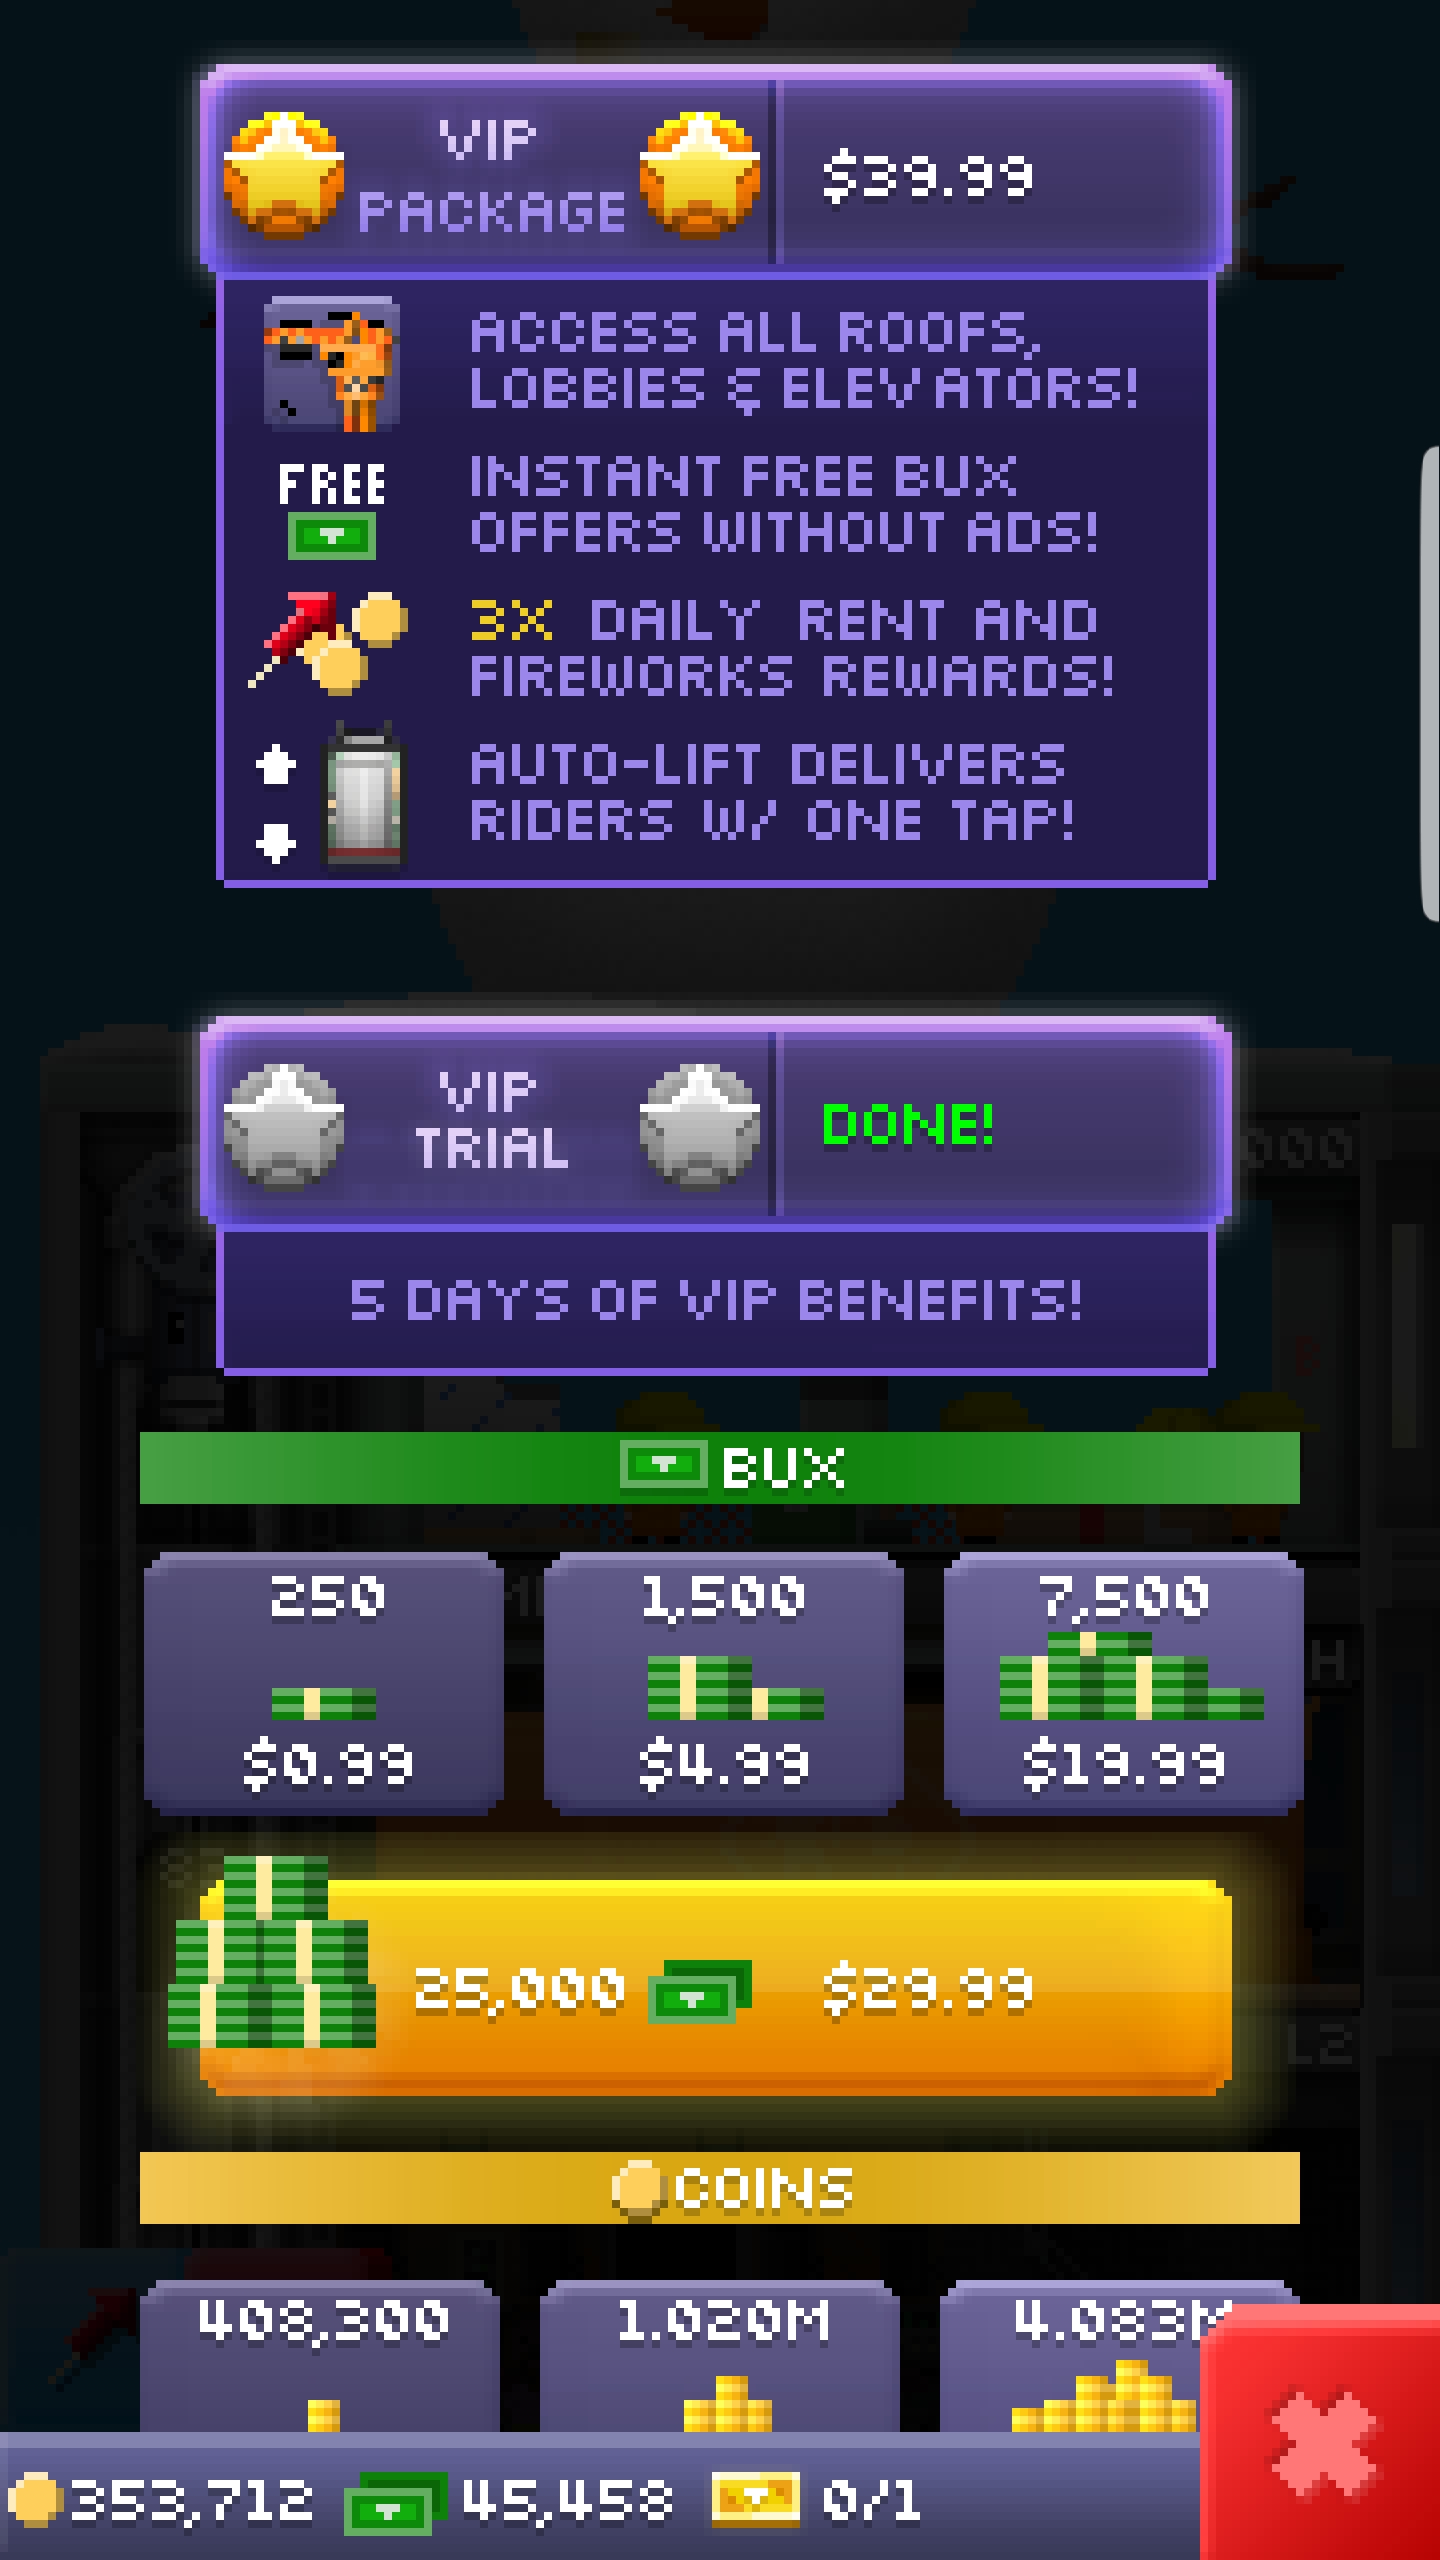 VIP
PACKAGE
$39.99
ACCESS ALL ROOFS,
LOBBIES & ELEVATORS!
FREE
INSTANT FREE BUX
OFFERS WITHOUT ADS!
3X DAILY RENT AND
FIREWORKS REWARDS!
AUTO-LIFT DELIVERS
RIDERS W/ ONE TAP!
VIP
TRIAL
DONE!
5 DAYS OF VIP BENEFITS!
BUX
250
$0.99
1,500
$4.99
7,500
$19.99
25,000
$29.99
COINS
408,300
1.020M
4.083M
353,712
45,458
0/1